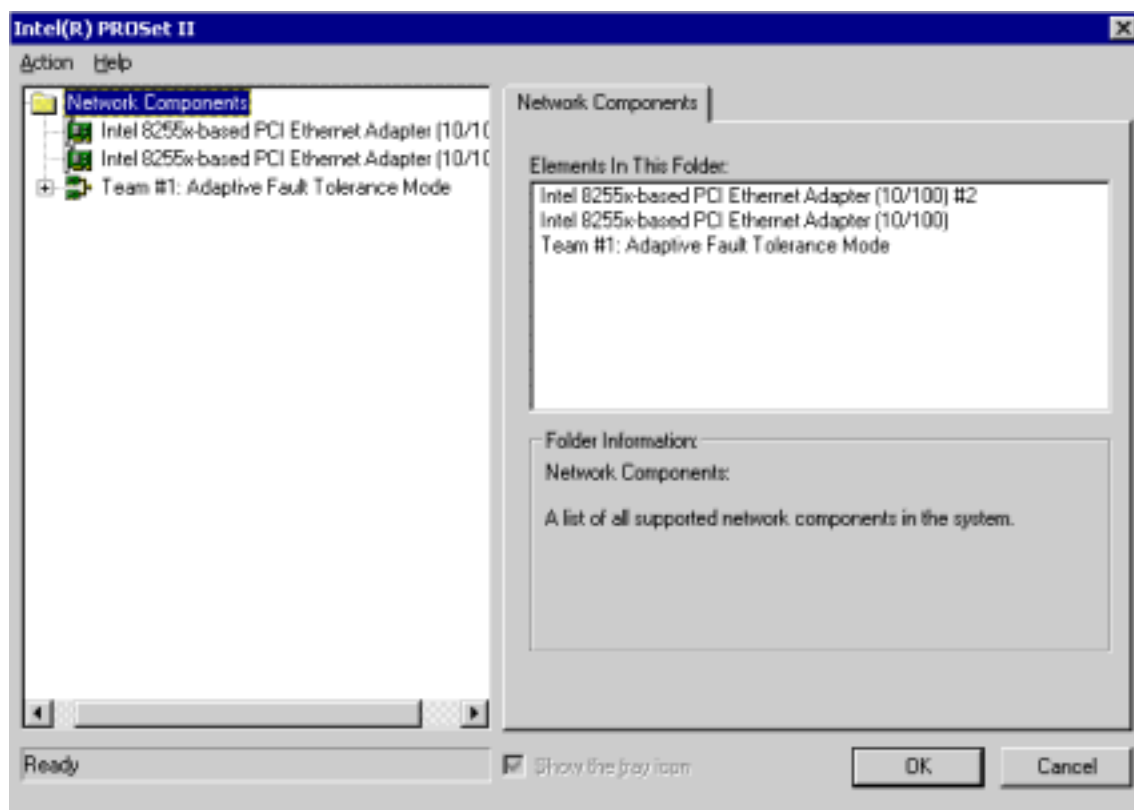 Intel(R) PROSet II
Action Help
Network Components
Intel 8255x-based PCI Ethernet Adapter (10/10
Intel 8255x-based PCI Ethernet Adapter (10/10
Team #1: Adaptive Fault Tolerance Mode
Network Components
Elements In This Folder:
Intel 8255x-based PCI Ethernet Adapter (10/100) #2
Intel 8255x-based PCI Ethernet Adapter (10/100)
Team #1: Adaptive Fault Tolerance Mode
Folder Information:
Network Components:
A list of all supported network components in the system.
Ready
Show the tray icon
OK
Cancel